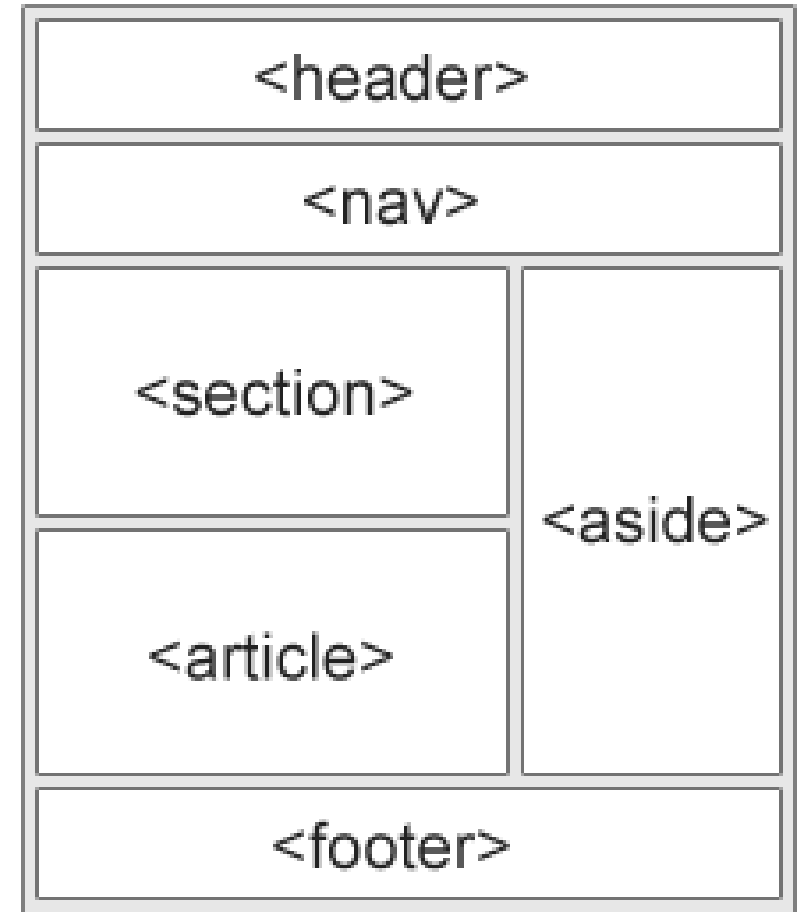 <header>
<nav>
<section>
<aside>
<article>
<footer>